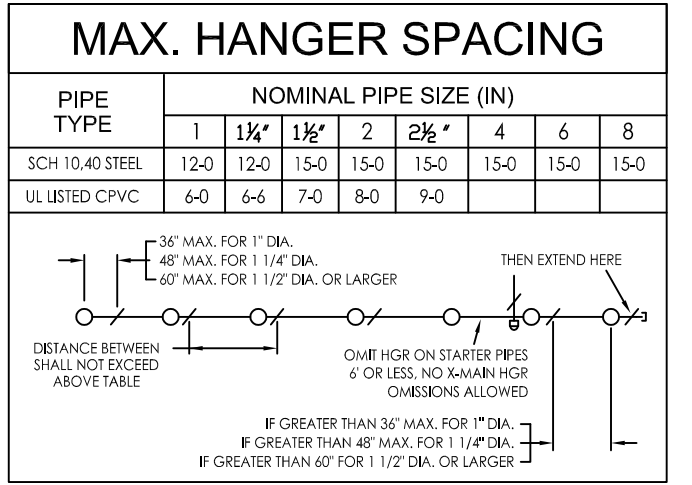 MAX. HANGER SPACING
PIPE TYPE
NOMINAL PIPE SIZE (IN)
1 1¼" 1½" 2 2½ " 4 6 8
SCH 10,40 STEEL 12-0 12-0 15-0 15-0 15-0 15-0 15-0 15-0
UL LISTED CPVC 6-0 6-6 7-0 8-0 9-0
36" MAX. FOR 1" DIA.
48" MAX. FOR 1 1/4" DIA.
60" MAX. FOR 1 1/2" DIA. OR LARGER
THEN EXTEND HERE
DISTANCE BETWEEN
SHALL NOT EXCEED
ABOVE TABLE
OMIT HGR ON STARTER PIPES
6' OR LESS, NO X-MAIN HGR
OMISSIONS ALLOWED
IF GREATER THAN 36" MAX. FOR 1" DIA.
IF GREATER THAN 48" MAX. FOR 1 1/4" DIA.
IF GREATER THAN 60" FOR 1 1/2" DIA. OR LARGER